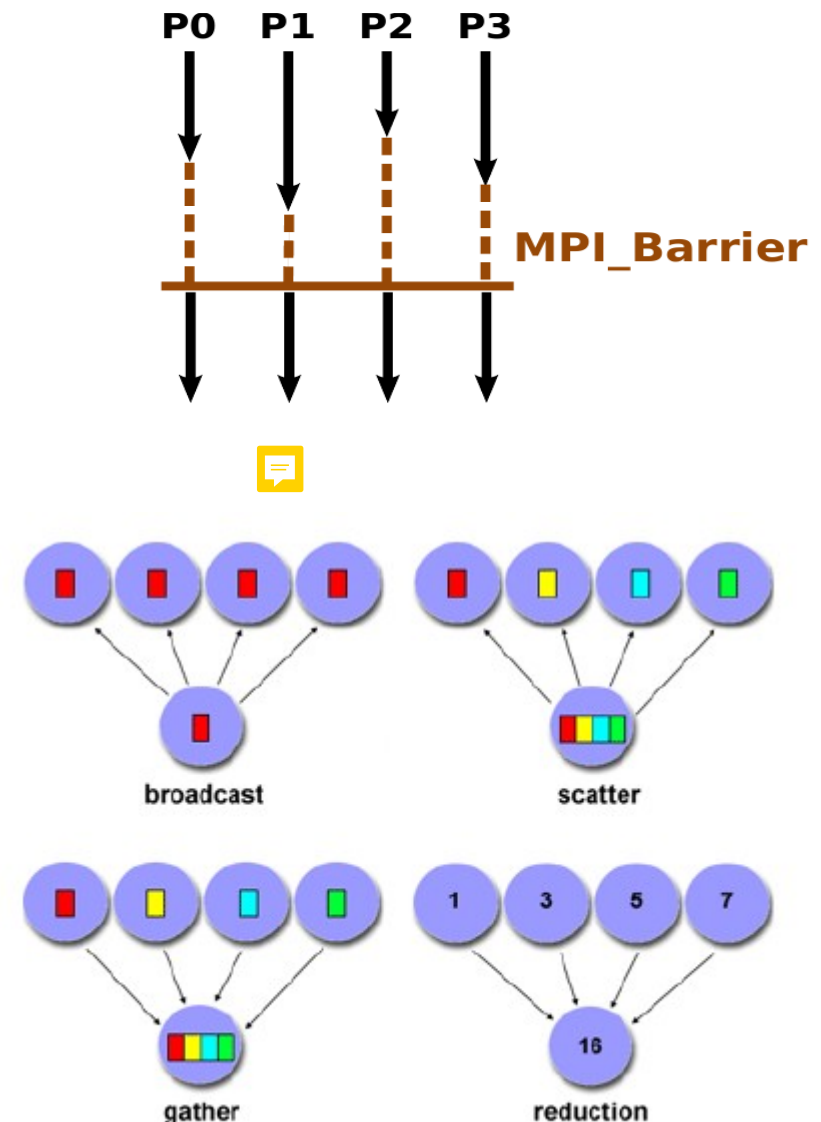 P0 P1 P2 P3
MPI_Barrier
broadcast
scatter
1 3 5 7
16
gather
reduction